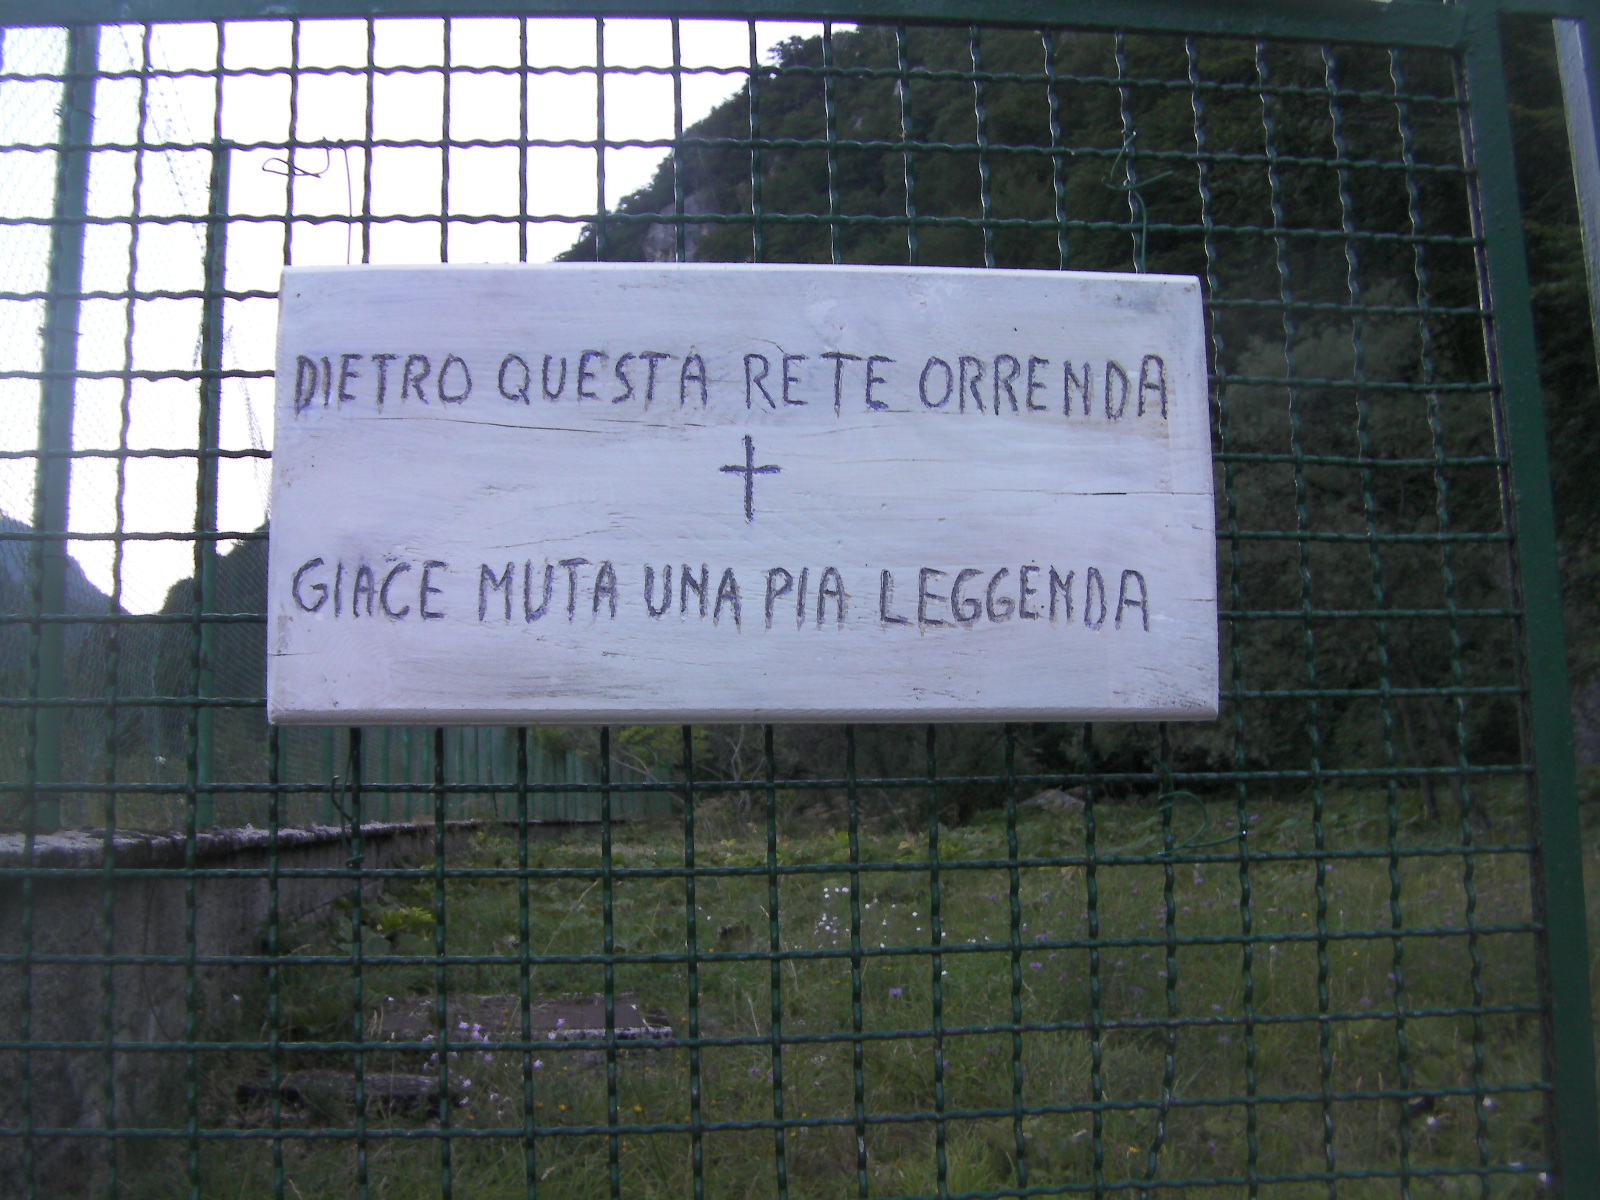 DIETRO QUESTA RETE ORRENDA
GIACE MUTA UNA PIA LEGGENDA